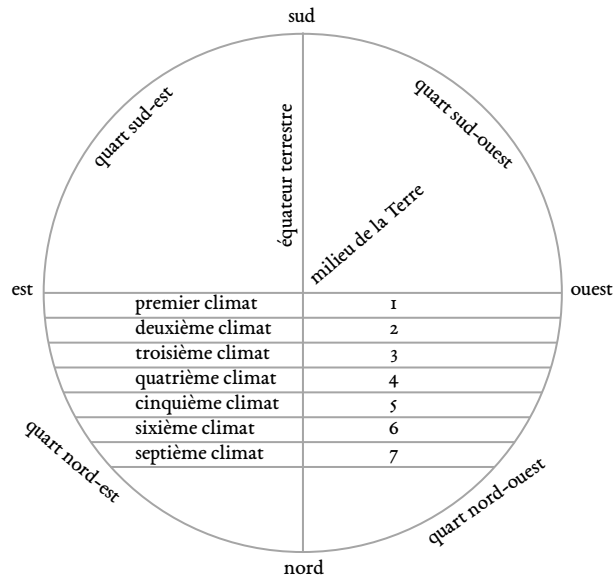 sud
quart sud-est
quart sud-ouest
équateur terrestre
milieu de la Terre
est
ouest
premier climat 1
deuxième climat 2
troisième climat 3
quatrième climat 4
cinquième climat 5
sixième climat 6
septième climat 7
quart nord-est
quart nord-ouest
nord